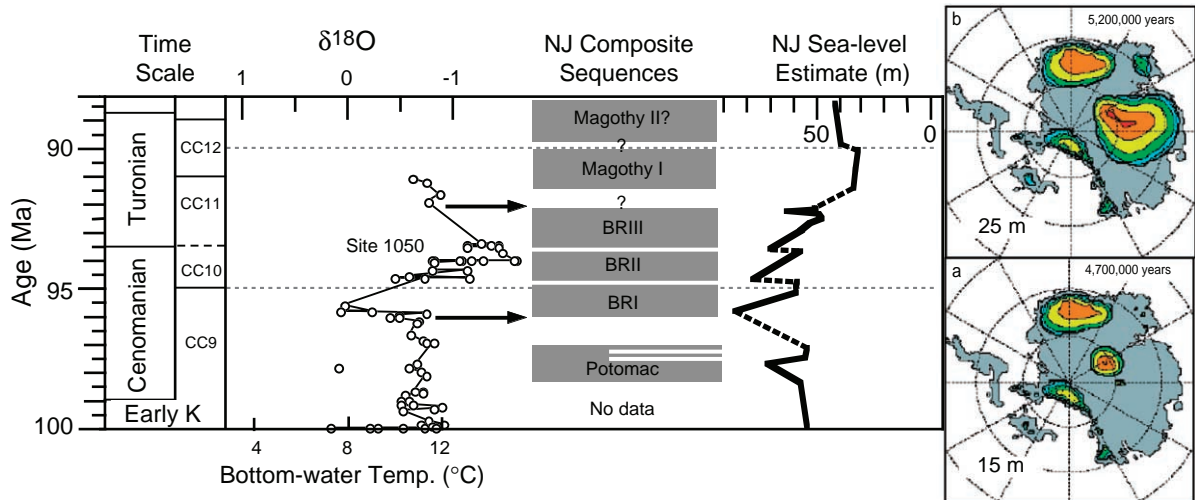 Time
Scale
δ18O
NJ Composite
Sequences
NJ Sea-level
Estimate (m)
1
0
-1
50
0
Age (Ma)
90
95
100
Turonian
Cenomanian
Early K
CC12
CC11
CC10
CC9
Site 1050
Magothy II?
?
Magothy I
?
BRIII
BRII
BRI
Potomac
No data
4
8
12
Bottom-water Temp. (°C)
b
5,200,000 years
25 m
a
4,700,000 years
15 m